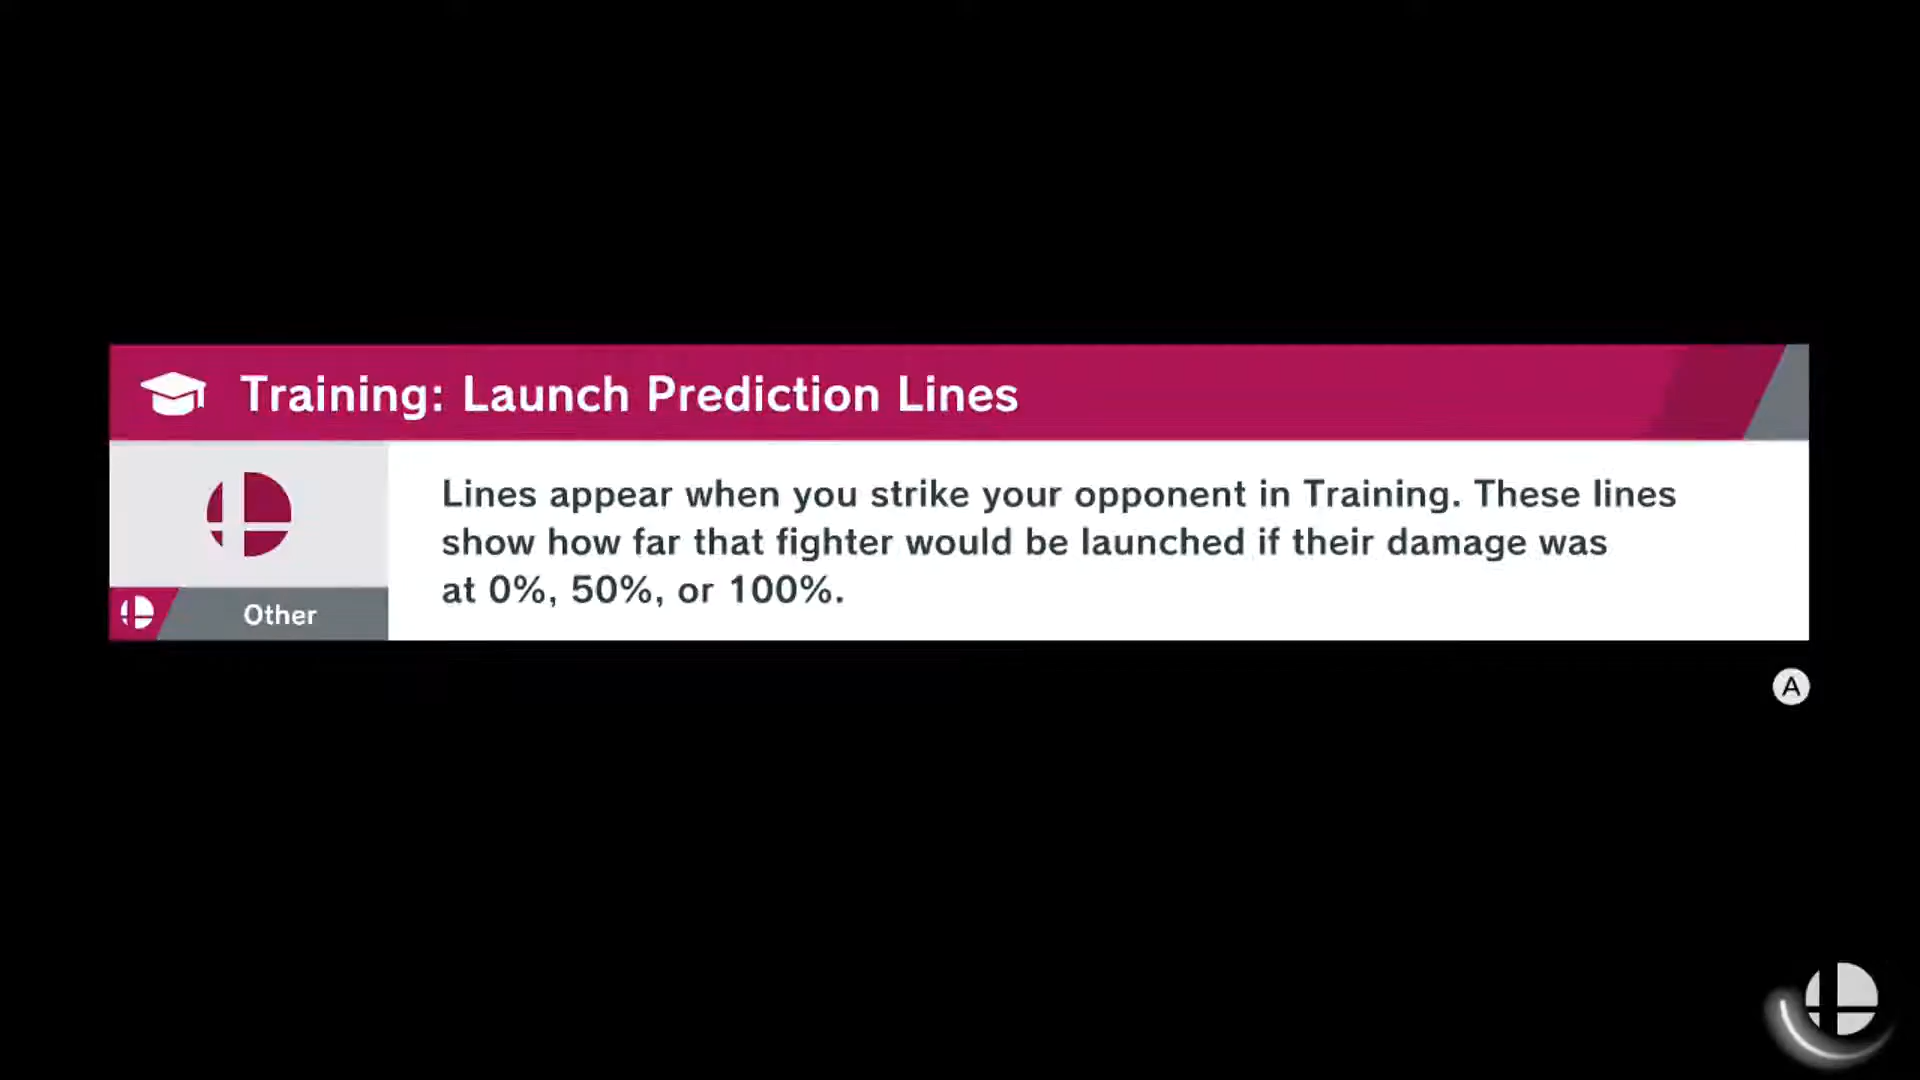 Training: Launch Prediction Lines
Lines appear when you strike your opponent in Training. These lines
show how far that fighter would be launched if their damage was
at 0%, 50%, or 100%.
Other
A